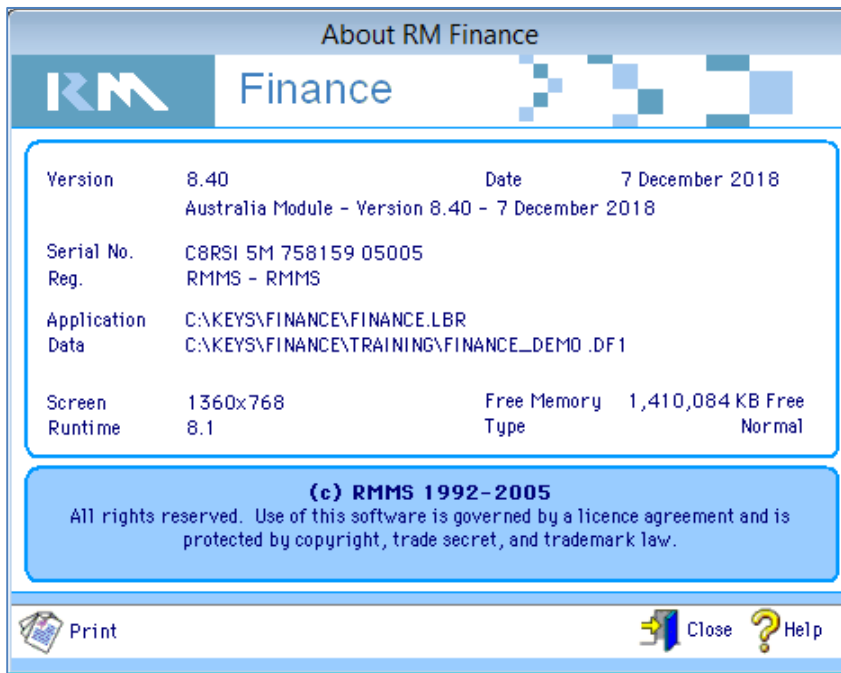 About RM Finance
RM Finance
Version 8.40 Date 7 December 2018
Australia Module - Version 8.40 - 7 December 2018
Serial No. C8RSI 5M 758159 05005
Reg. RMMS - RMMS
Application C:\KEYS\FINANCE\FINANCE.LBR
Data C:\KEYS\FINANCE\TRAINING\FINANCE_DEMO .DF1
Screen 1360x768 Free Memory 1,410,084 KB Free
Runtime 8.1 Type Normal
(c) RMMS 1992-2005
All rights reserved. Use of this software is governed by a licence agreement and is
protected by copyright, trade secret, and trademark law.
Print Close Help